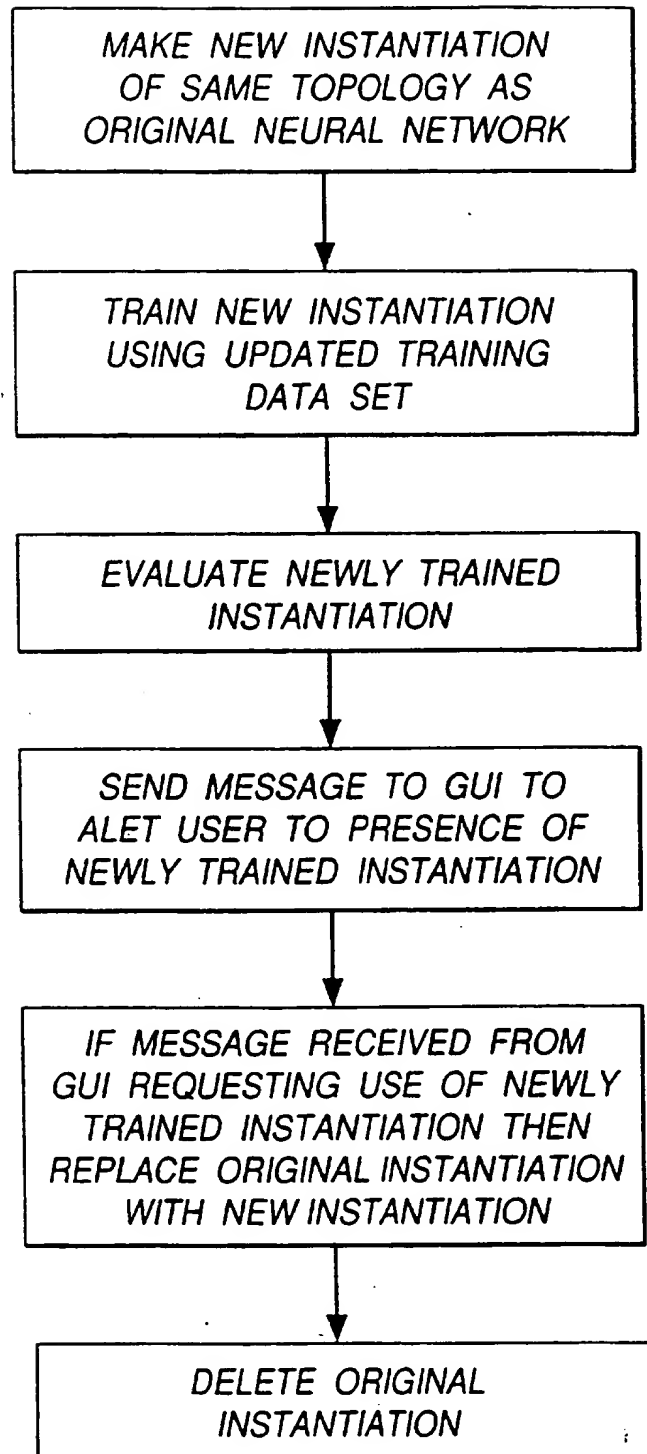 MAKE NEW INSTANTIATION
OF SAME TOPOLOGY AS
ORIGINAL NEURAL NETWORK
TRAIN NEW INSTANTIATION
USING UPDATED TRAINING
DATA SET
EVALUATE NEWLY TRAINED
INSTANTIATION
SEND MESSAGE TO GUI TO
ALET USER TO PRESENCE OF
NEWLY TRAINED INSTANTIATION
IF MESSAGE RECEIVED FROM
GUI REQUESTING USE OF NEWLY
TRAINED INSTANTIATION THEN
REPLACE ORIGINAL INSTANTIATION
WITH NEW INSTANTIATION
DELETE ORIGINAL
INSTANTIATION